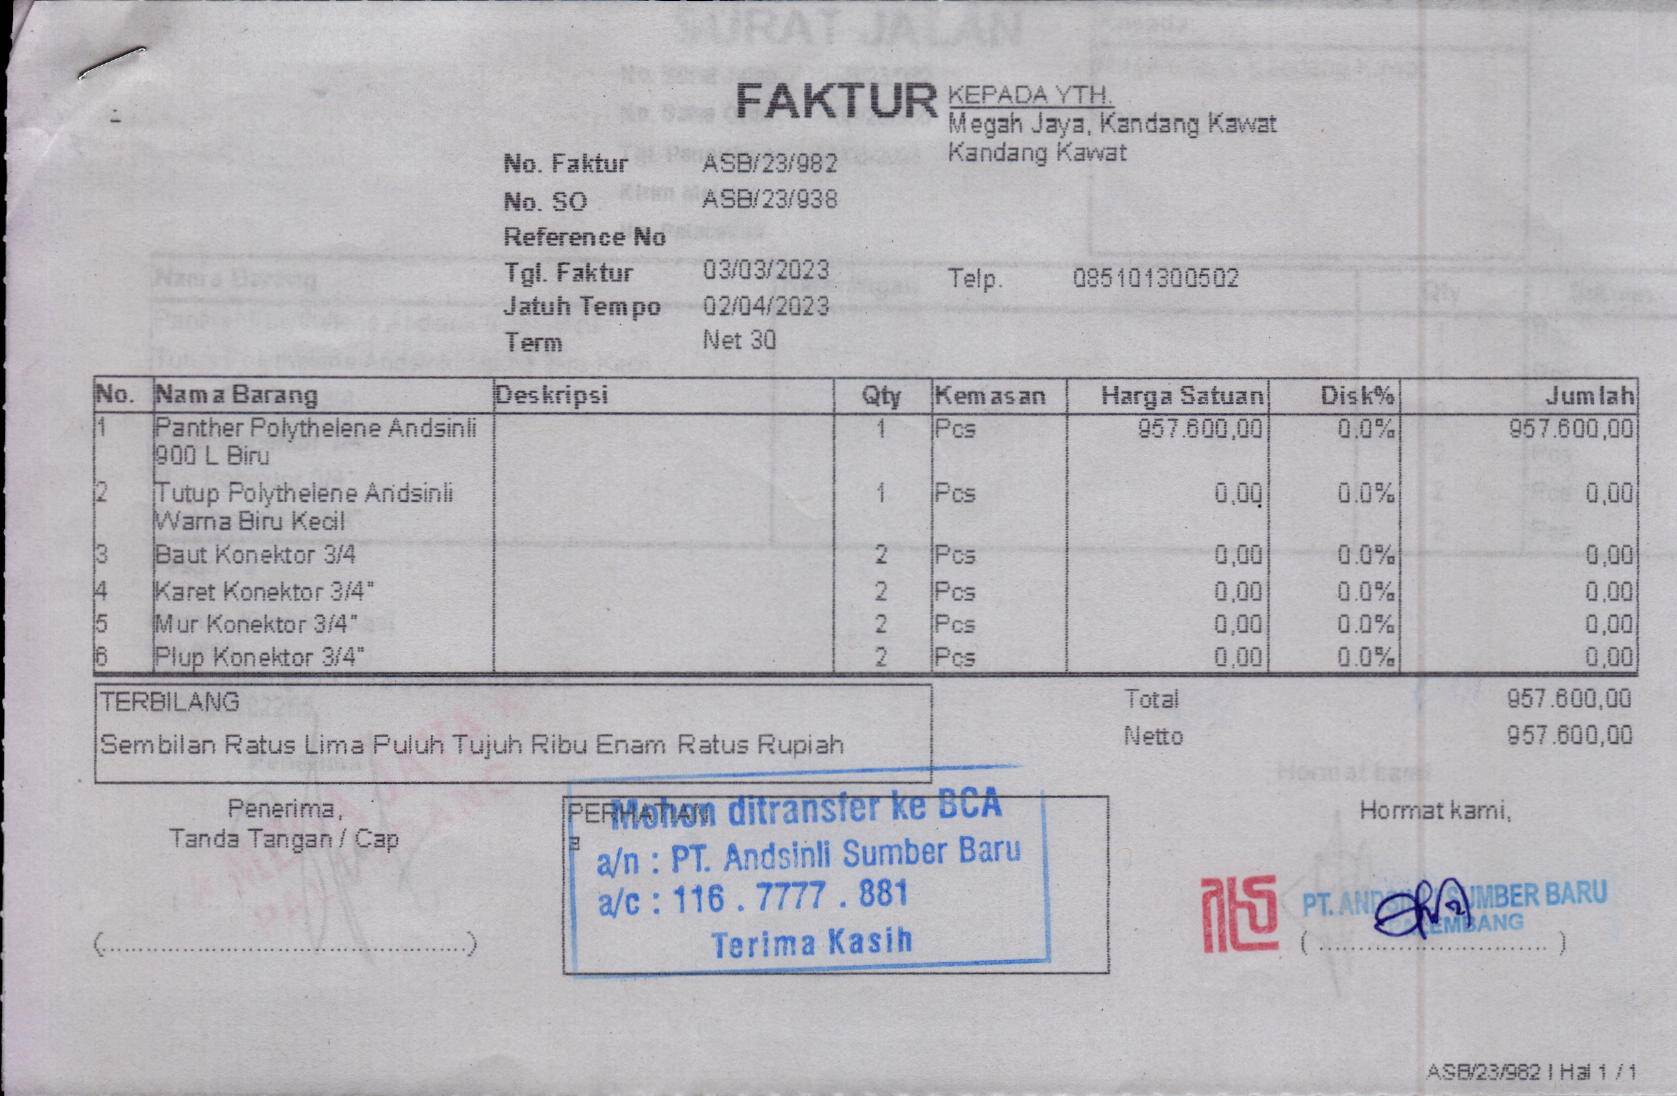 FAKTUR
KEPADA YTH.
Megah Jaya, Kandang Kawat
Kandang Kawat
No. Faktur ASB/23/982
No. SO ASB/23/938
Reference No
Tgl. Faktur 03/03/2023
Telp. 085101300502
Jatuh Tempo 02/04/2023
Term Net 30
No. Nama Barang Deskripsi Qty Kemasan Harga Satuan Disk% Jumlah
1 Panther Polythelene Andsinli 1 Pcs 957.600,00 0.0% 957.600,00
900 L Biru
2 Tutup Polythelene Andsinli 1 Pcs 0,00 0.0% 0,00
Warna Biru Kecil
3 Baut Konektor 3/4 2 Pcs 0,00 0.0% 0,00
4 Karet Konektor 3/4" 2 Pcs 0,00 0.0% 0,00
5 Mur Konektor 3/4" 2 Pcs 0,00 0.0% 0,00
6 Plup Konektor 3/4" 2 Pcs 0,00 0.0% 0,00
TERBILANG
Sembilan Ratus Lima Puluh Tujuh Ribu Enam Ratus Rupiah
Total 957.600,00
Netto 957.600,00
Penerima,
Tanda Tangan / Cap
PERHATIAN
Mohon ditransfer ke BCA
a/n : PT. Andsinli Sumber Baru
a/c : 116 . 7777 . 881
Terima Kasih
Hormat kami,
PT. ANDSINLI SUMBER BARU
ASB/23/982 | Hal 1 / 1